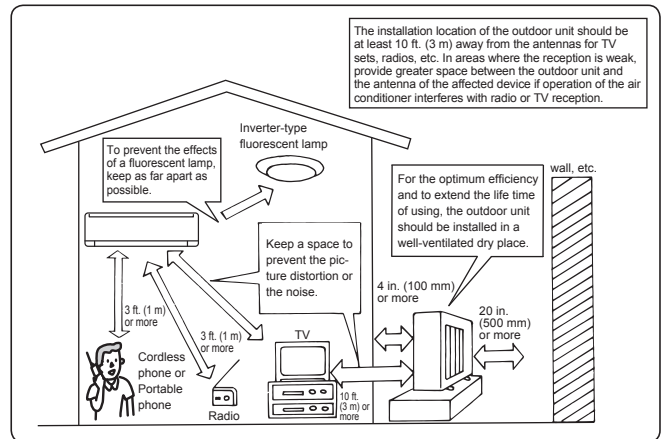 The installation location of the outdoor unit should be
at least 10 ft. (3 m) away from the antennas for TV
sets, radios, etc. In areas where the reception is weak,
provide greater space between the outdoor unit and
the antenna of the affected device if operation of the air
conditioner interferes with radio or TV reception.
Inverter-type
fluorescent lamp
To prevent the effects
of a fluorescent lamp,
keep as far apart as
possible.
wall, etc.
For the optimum efficiency
and to extend the life time
of using, the outdoor unit
should be installed in a
well-ventilated dry place.
Keep a space to
prevent the pic-
ture distortion or
the noise.
4 in. (100 mm)
or more
20 in.
(500 mm)
or more
3 ft. (1 m)
or more
3 ft. (1 m)
or more
TV
Cordless
phone or
Portable
phone
Radio
10 ft.
(3 m) or
more